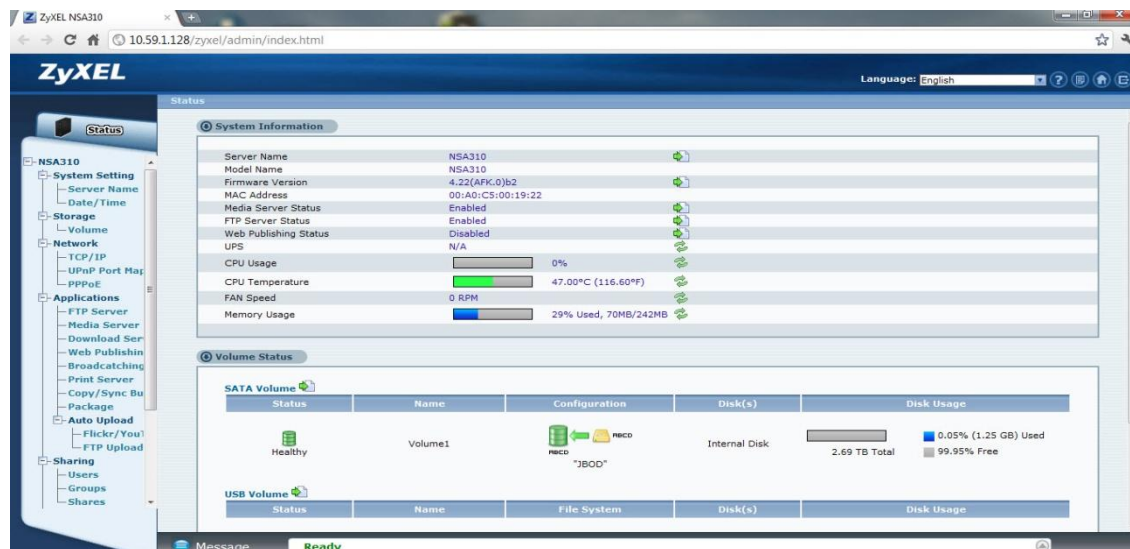 ZyXEL NSA310
10.59.1.128/zyxel/admin/index.html
ZyXEL
Language: English
Status
Status
System Information
NSA310
System Setting
Server Name
Date/Time
Storage
Volume
Network
TCP/IP
UPnP Port Map
PPPoE
Applications
FTP Server
Media Server
Download Ser
Web Publishin
Broadcatching
Print Server
Copy/Sync Bu
Package
Auto Upload
Flickr/You
FTP Upload
Sharing
Users
Groups
Shares
Server Name NSA310
Model Name NSA310
Firmware Version 4.22(AFK.0)b2
MAC Address 00:A0:C5:00:19:22
Media Server Status Enabled
FTP Server Status Enabled
Web Publishing Status Disabled
UPS N/A
CPU Usage 0%
CPU Temperature 47.00°C (116.60°F)
FAN Speed 0 RPM
Memory Usage 29% Used, 70MB/242MB
Volume Status
SATA Volume
Status Name Configuration Disk(s) Disk Usage
Healthy Volume1 ABCD ABCD "JBOD" Internal Disk 2.69 TB Total 0.05% (1.25 GB) Used
99.95% Free
USB Volume
Status Name File System Disk(s) Disk Usage
Message Ready